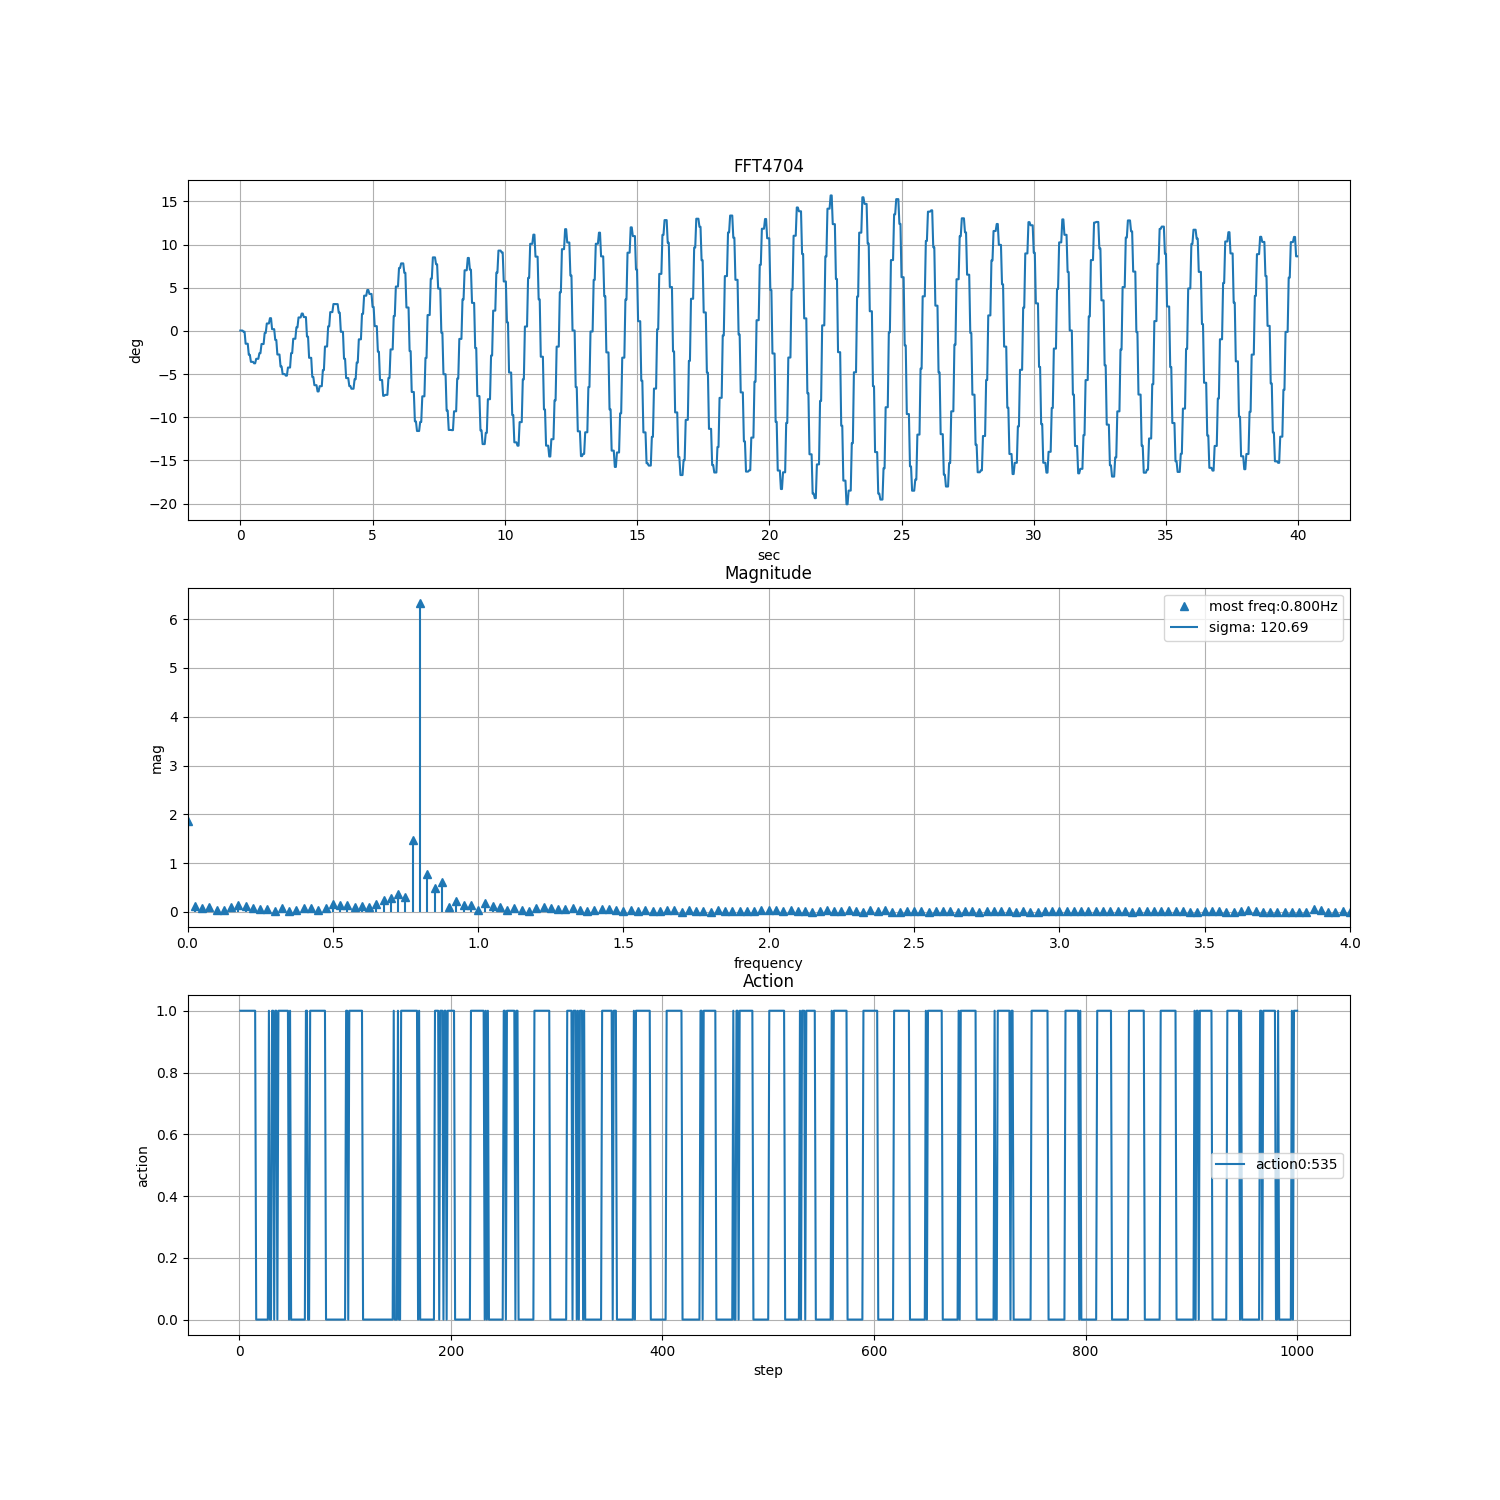 FFT4704
15
10
5
0
−5
−10
−15
−20
deg
0 5 10 15 20 25 30 35 40
sec
Magnitude
most freq:0.800Hz
sigma: 120.69
6
5
4
3
2
1
0
mag
0.0 0.5 1.0 1.5 2.0 2.5 3.0 3.5 4.0
frequency
Action
1.0
0.8
0.6
0.4
0.2
0.0
action
action0:535
0 200 400 600 800 1000
step